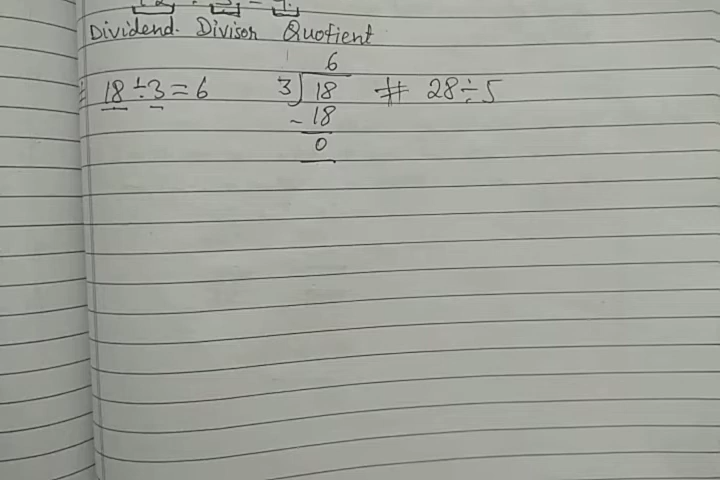 Dividend. Divisor Quotient
18 ÷ 3 = 6
6
3) 18
- 18
0
# 28 ÷ 5